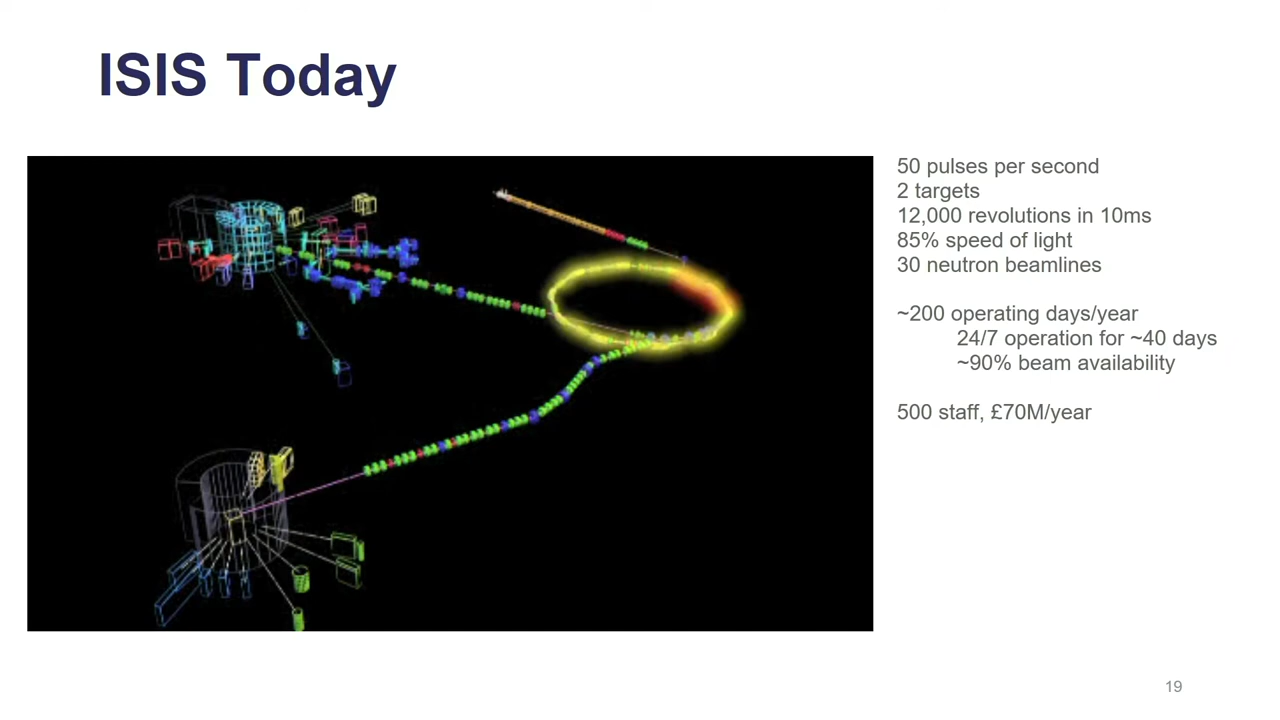 ISIS Today
50 pulses per second
2 targets
12,000 revolutions in 10ms
85% speed of light
30 neutron beamlines
~200 operating days/year
24/7 operation for ~40 days
~90% beam availability
500 staff, £70M/year
19